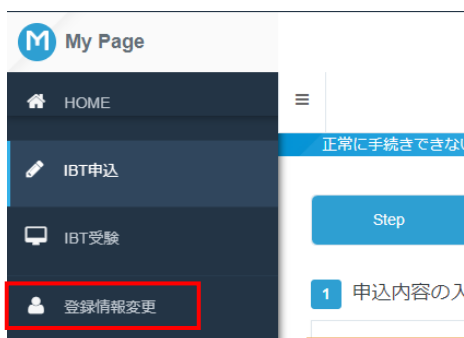 M My Page
HOME
正常に手続きできな
IBT申込
Step
IBT受験
1 申込内容の入
登録情報変更